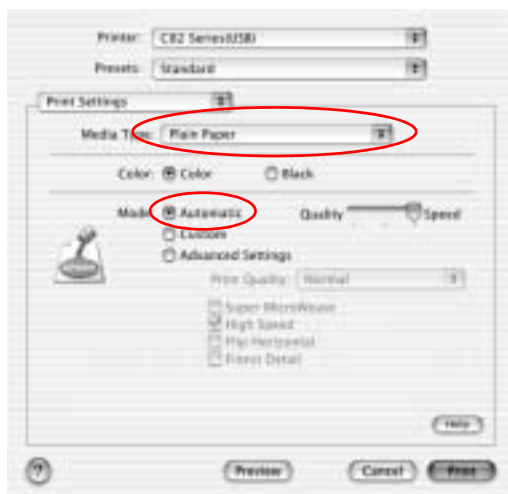 Printer: C82 Series(USB)
Presets: Standard
Print Settings
Media Type: Plain Paper
Color: Color Black
Mode: Automatic Quality Speed
Custom
Advanced Settings
Print Quality: Normal
Super MicroWeave
High Speed
Flip Horizontal
Finest Detail
Help
? Preview Cancel Print